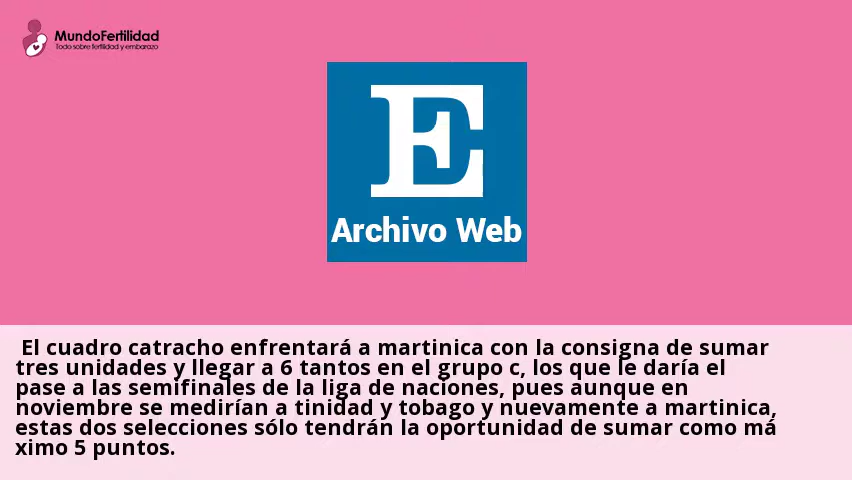 MundoFertilidad
Todo sobre fertilidad y embarazo
E
Archivo Web
El cuadro catracho enfrentará a martinica con la consigna de sumar
tres unidades y llegar a 6 tantos en el grupo c, los que le daría el
pase a las semifinales de la liga de naciones, pues aunque en
noviembre se medirían a tinidad y tobago y nuevamente a martinica,
estas dos selecciones sólo tendrán la oportunidad de sumar como má
ximo 5 puntos.